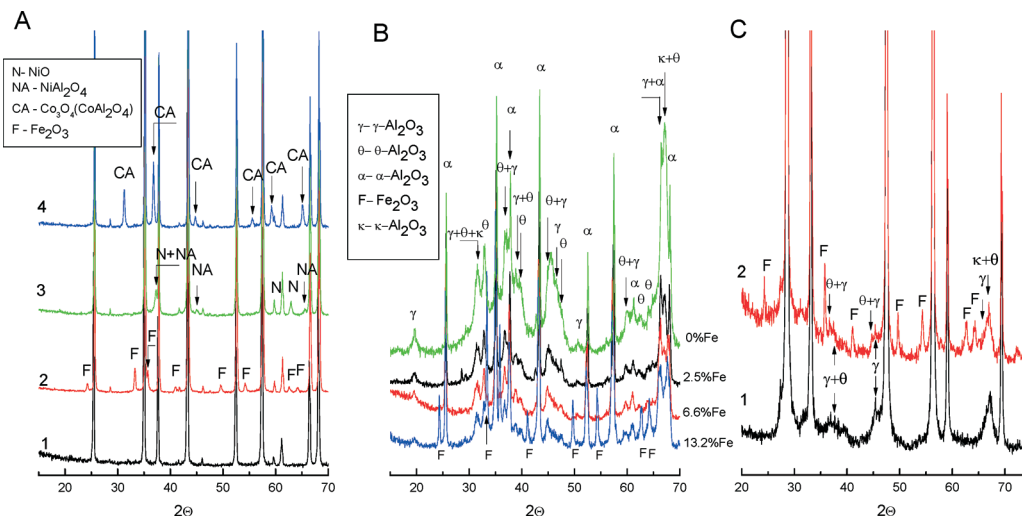 A
N- NiO
NA - NiAl₂O₄
CA - Co₃O₄(CoAl₂O₄)
F - Fe₂O₃
CA
CA
CA
CA
CA
CA
4
N+NA
NA
N
N
NA
3
F
F
F
F
F
F
F
F
2
1
20 30 40 50 60 70
2Θ
B
γ- γ-Al₂O₃
θ- θ-Al₂O₃
α- α-Al₂O₃
F- Fe₂O₃
κ- κ-Al₂O₃
α
α
α
α
θ+γ
γ+θ
θ
γ+θ+κ
θ
α
θ+γ
γ
θ
α
γ
γ
θ+γ
α
θ
θ
κ+θ
γ+α
α
0%Fe
2.5%Fe
6.6%Fe
13.2%Fe
F
F
F
F
F
F F
20 30 40 50 60 70
2Θ
C
2
F
F
θ+γ
F
θ+γ
F
F
F
F
κ+θ
γ
γ+θ
γ
1
20 30 40 50 60 70
2Θ